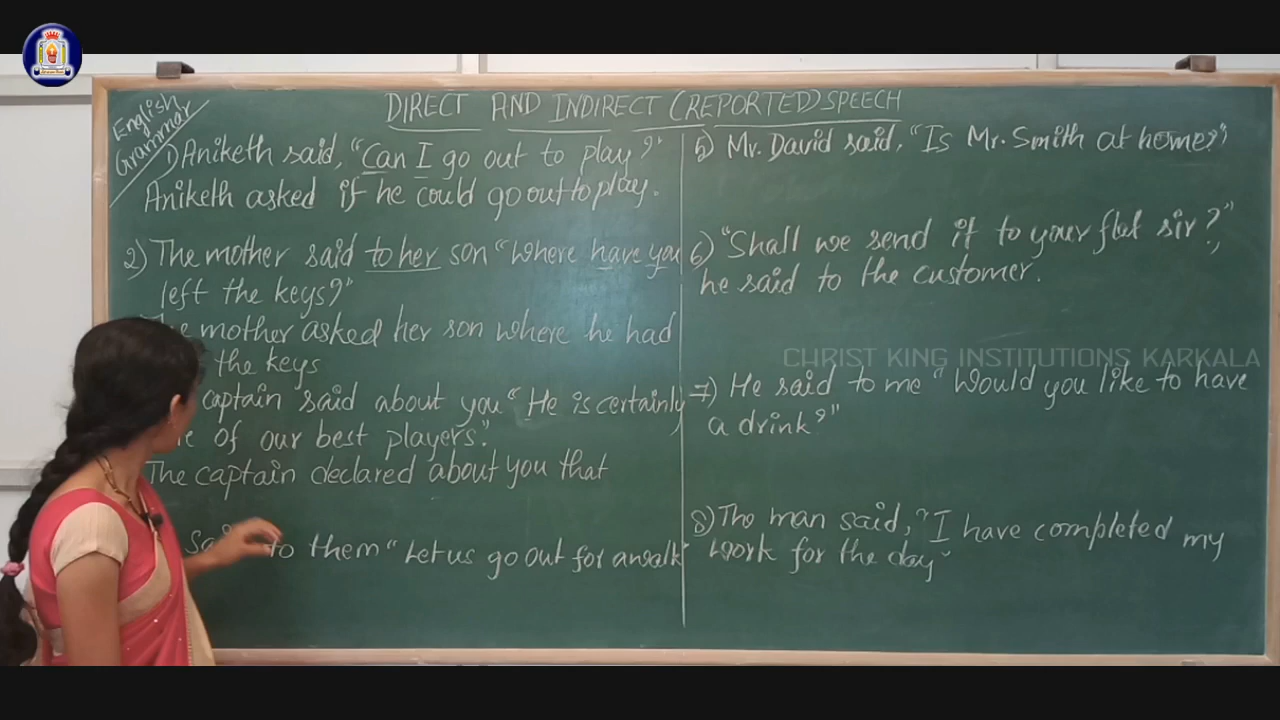 English
Grammar
DIRECT AND INDIRECT (REPORTED) SPEECH
1) Aniketh said, "Can I go out to play?"
Aniketh asked if he could go out to play.
2) The mother said to her son "Where have you
left the keys?"
The mother asked her son where he had
the keys
captain said about you "He is certainly
of our best players."
The captain declared about you that
said to them "Let us go out for a walk"
5) Mr. David said, "Is Mr. Smith at home?"
6) "Shall we send it to your flat sir?",
he said to the customer.
CHRIST KING INSTITUTIONS KARKALA
7) He said to me "Would you like to have
a drink?"
8) The man said, "I have completed my
work for the day"